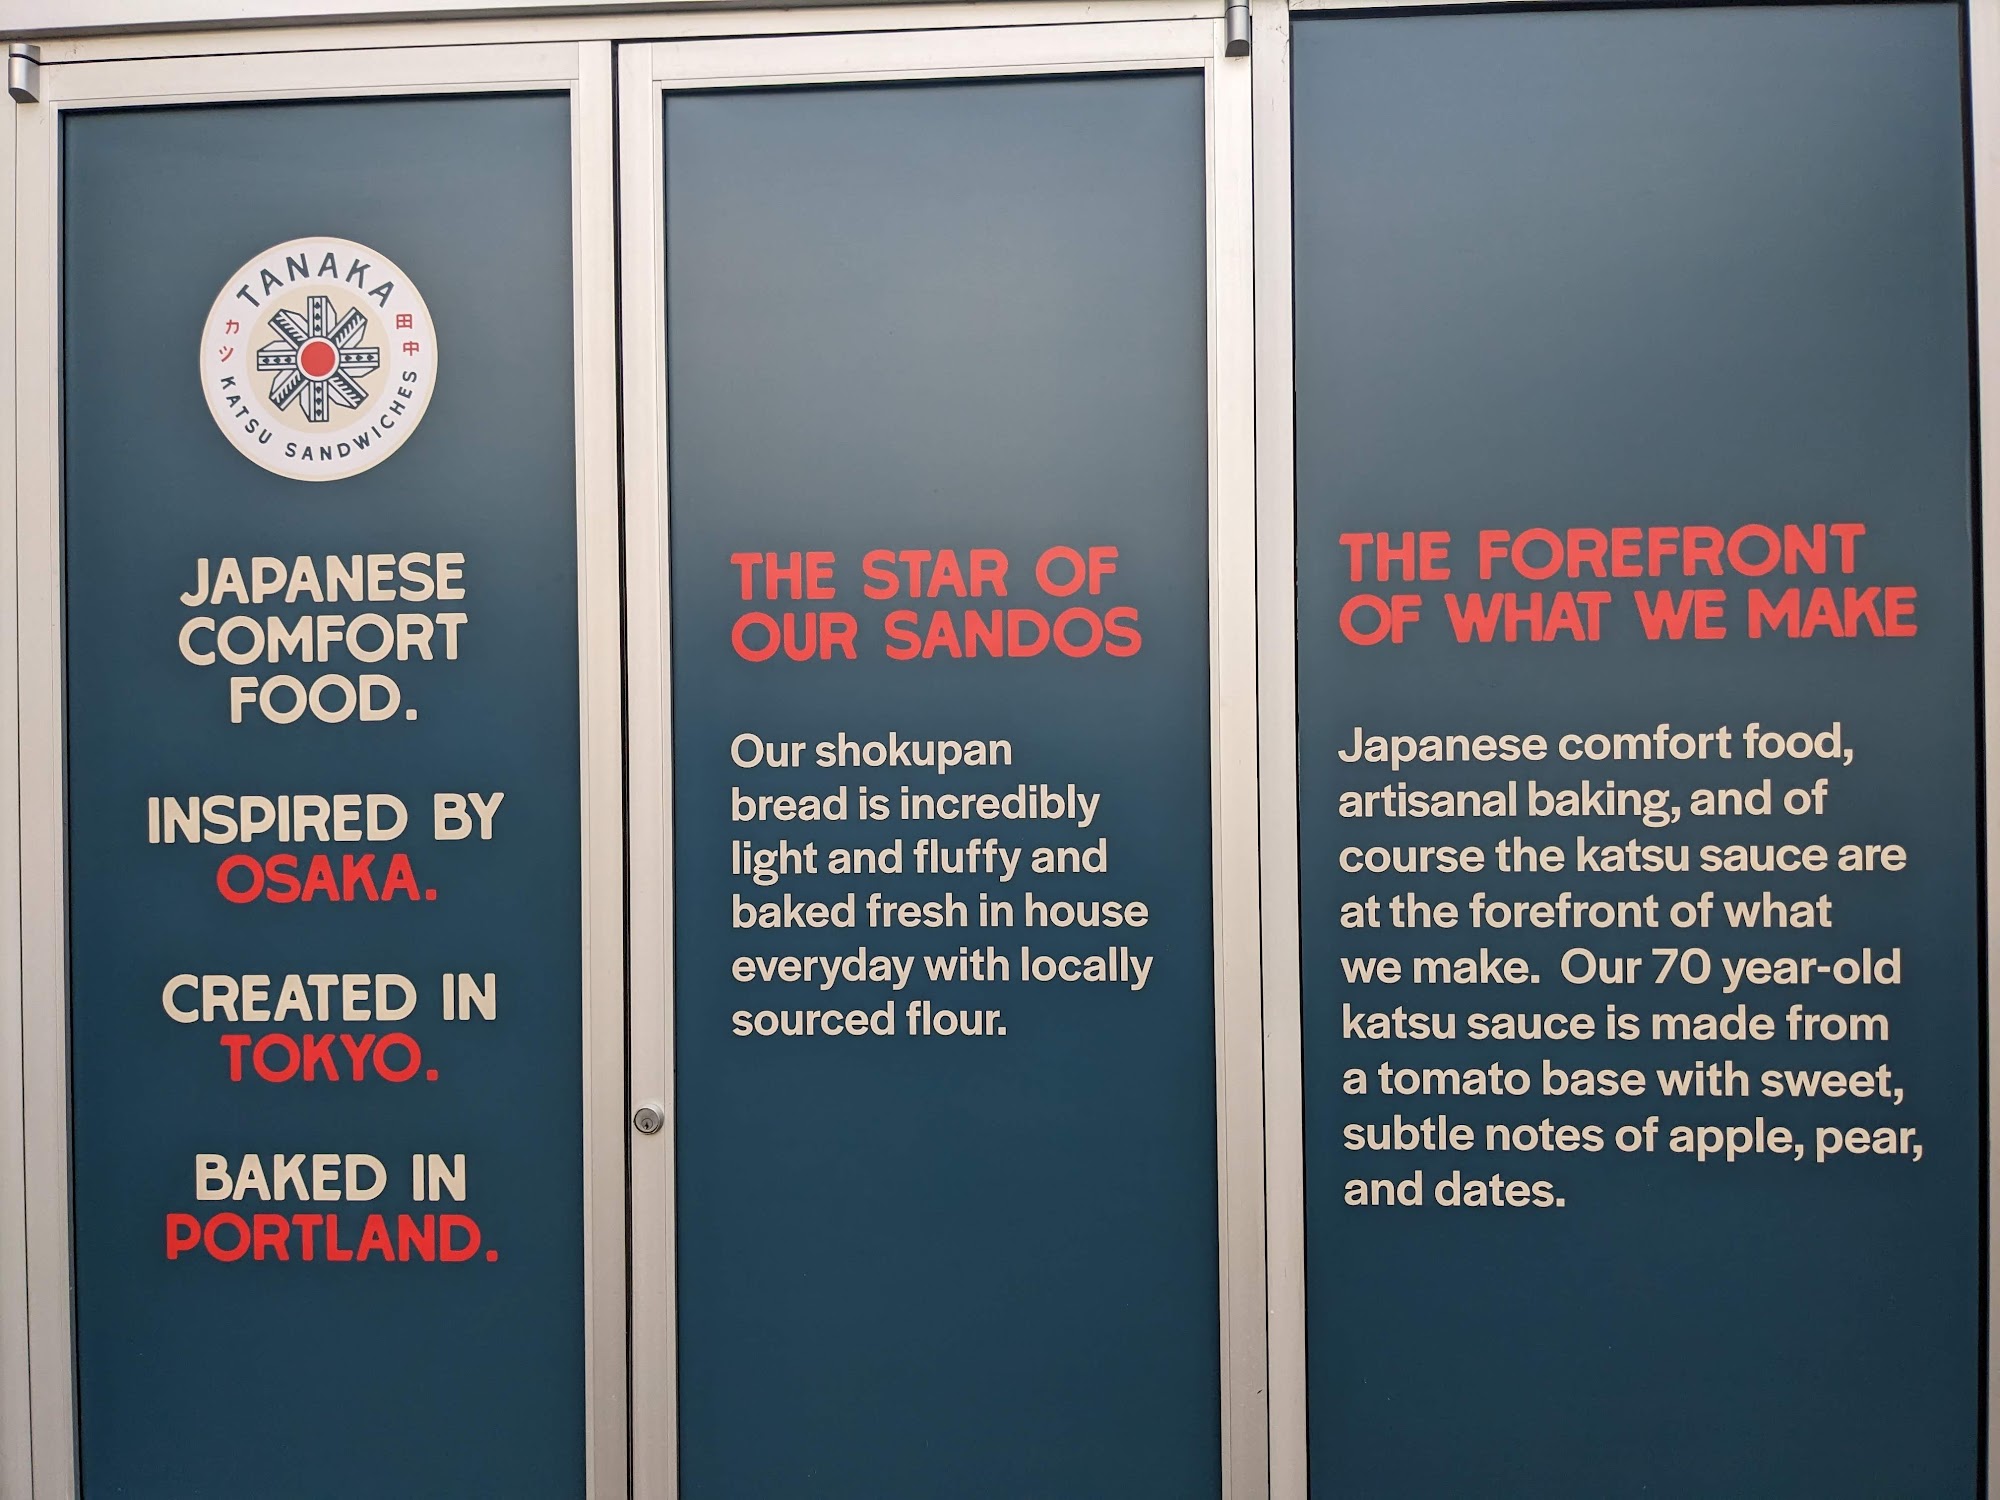 TANAKA
カツ
田中
KATSU SANDWICHES
JAPANESE
COMFORT
FOOD.
INSPIRED BY
OSAKA.
CREATED IN
TOKYO.
BAKED IN
PORTLAND.
THE STAR OF
OUR SANDOS
Our shokupan
bread is incredibly
light and fluffy and
baked fresh in house
everyday with locally
sourced flour.
THE FOREFRONT
OF WHAT WE MAKE
Japanese comfort food,
artisanal baking, and of
course the katsu sauce are
at the forefront of what
we make.  Our 70 year-old
katsu sauce is made from
a tomato base with sweet,
subtle notes of apple, pear,
and dates.